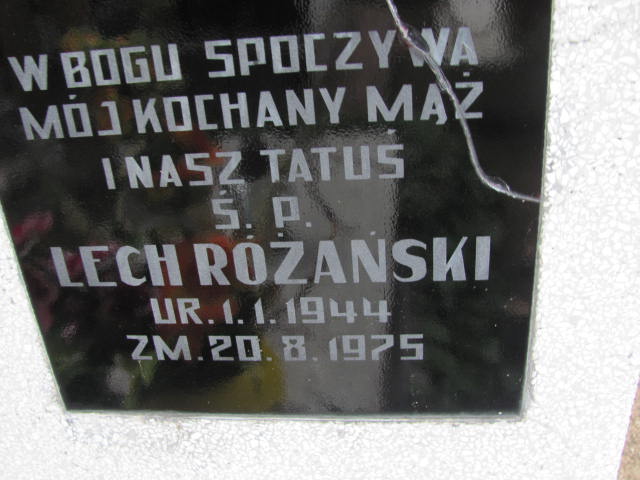 W BOGU SPOCZYWA
MÓJ KOCHANY MĄŻ
I NASZ TATUŚ
Ś. P.
LECH RÓŻAŃSKI
UR. 1. 1. 1944
ZM. 20. 8. 1975